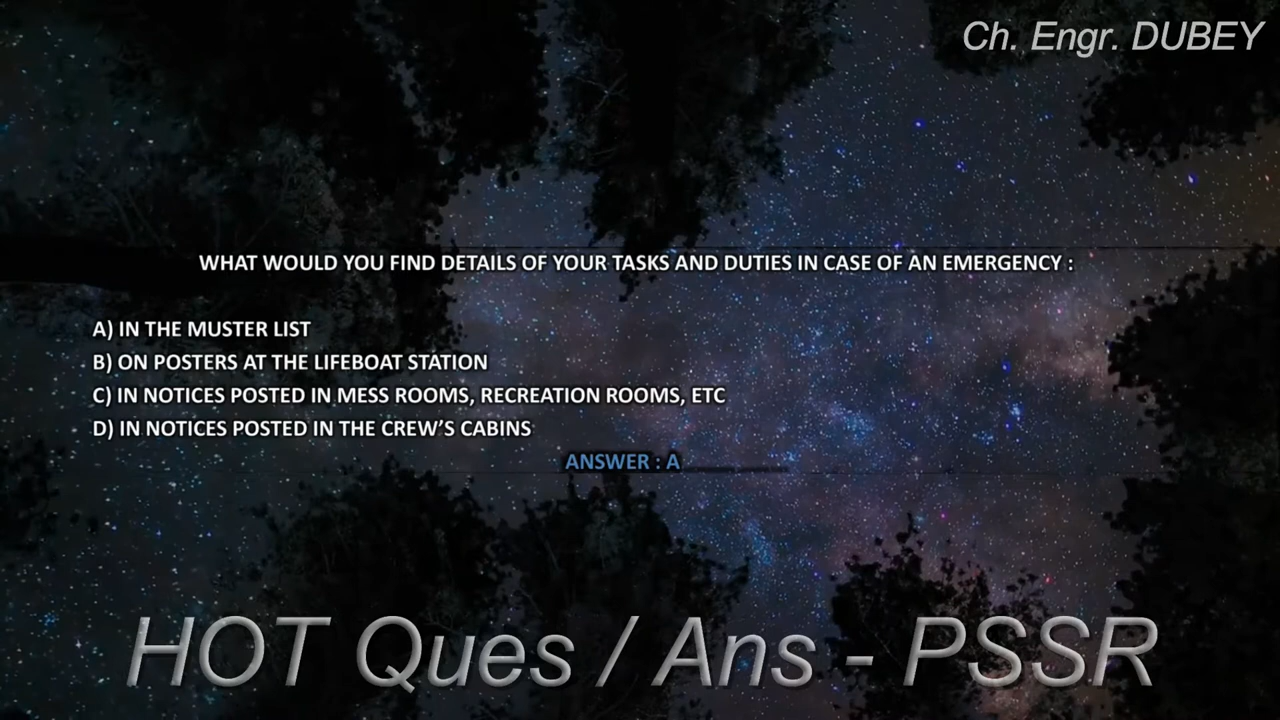 Ch. Engr. DUBEY
WHAT WOULD YOU FIND DETAILS OF YOUR TASKS AND DUTIES IN CASE OF AN EMERGENCY :
A) IN THE MUSTER LIST
B) ON POSTERS AT THE LIFEBOAT STATION
C) IN NOTICES POSTED IN MESS ROOMS, RECREATION ROOMS, ETC
D) IN NOTICES POSTED IN THE CREW'S CABINS
ANSWER : A
HOT Ques / Ans - PSSR